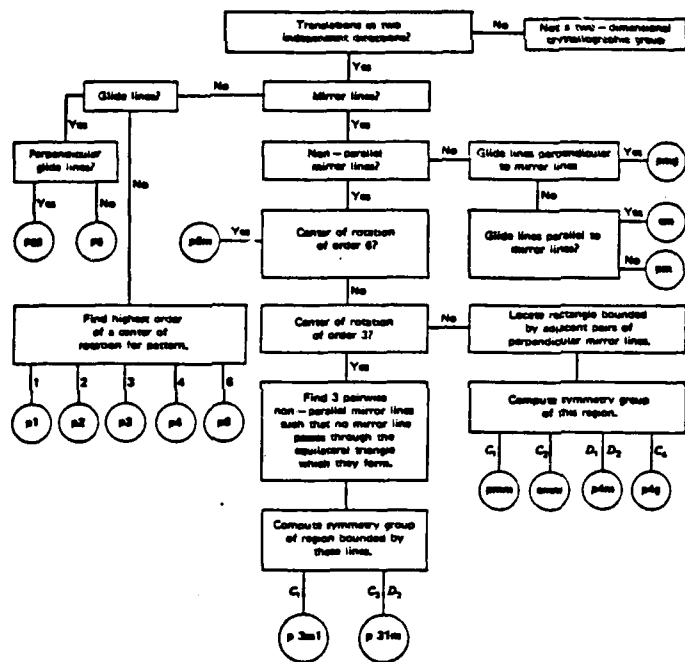 Translations in two
independent directions?
No
Not a two-dimensional
crystallographic group
Yes
Glide lines?
No
Mirror lines?
Yes
Yes
Perpendicular
glide lines?
No
Non-parallel
mirror lines?
No
Glide lines perpendicular
to mirror lines
Yes
pmg
Yes
No
Yes
No
pgg
pg
p6m
Yes
Center of rotation
of order 6?
Glide lines parallel to
mirror lines?
Yes
cm
No
pm
No
Find highest order
of a center of
rotation for pattern.
Center of rotation
of order 3?
No
Locate rectangle bounded
by adjacent pairs of
perpendicular mirror lines.
1 2 3 4 6
p1 p2 p3 p4 p6
Yes
Find 3 pairwise
non-parallel mirror lines
such that no mirror line
passes through the
equilateral triangle
which they form.
Compute symmetry group
of this region.
C₁ C₂ D₁ D₂ C₄
pmm cmm p4m p4g
Compute symmetry group
of region bounded by
these lines.
C₁ C₃ D₃
p 3m1 p 31m